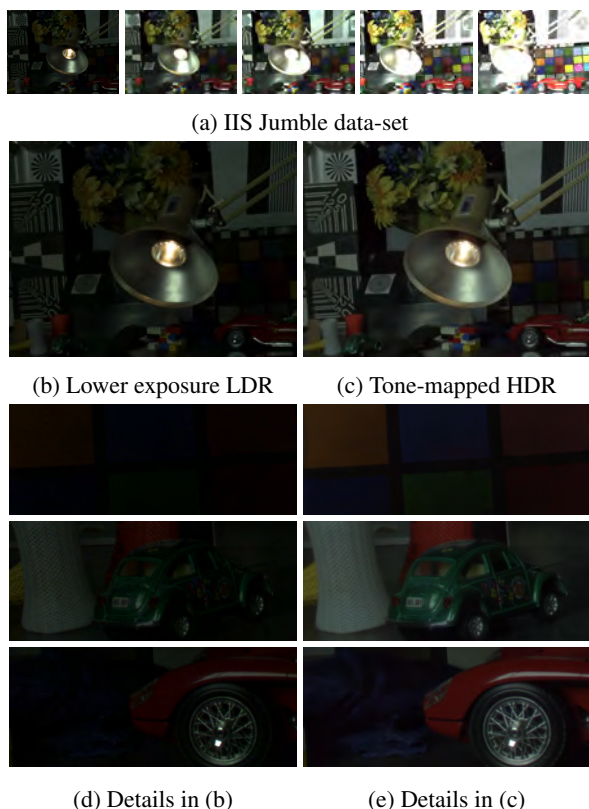 (a) IIS Jumble data-set
(b) Lower exposure LDR
(c) Tone-mapped HDR
(d) Details in (b)
(e) Details in (c)